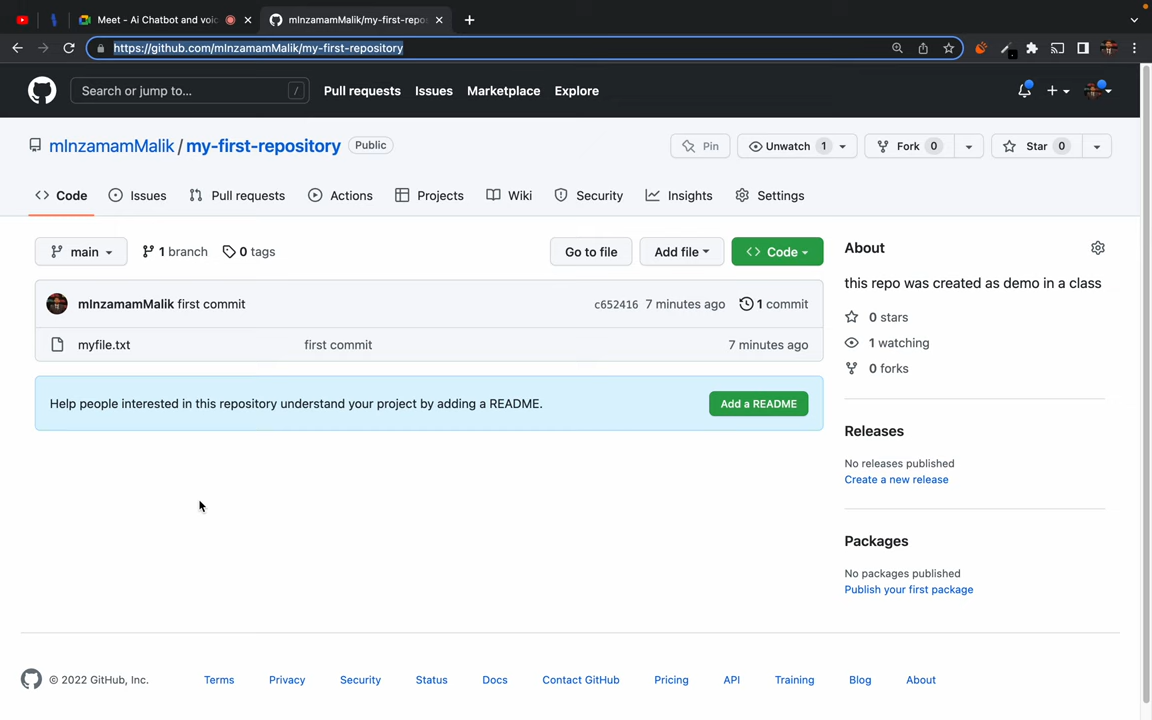 Meet - Ai Chatbot and voic
mInzamamMalik/my-first-repos
https://github.com/mInzamamMalik/my-first-repository
Search or jump to... /
Pull requests Issues Marketplace Explore
mInzamamMalik / my-first-repository Public
Pin Unwatch 1 Fork 0 Star 0
Code Issues Pull requests Actions Projects Wiki Security Insights Settings
main 1 branch 0 tags Go to file Add file Code
mInzamamMalik first commit c652416 7 minutes ago 1 commit
myfile.txt first commit 7 minutes ago
Help people interested in this repository understand your project by adding a README. Add a README
About
this repo was created as demo in a class
0 stars
1 watching
0 forks
Releases
No releases published
Create a new release
Packages
No packages published
Publish your first package
© 2022 GitHub, Inc. Terms Privacy Security Status Docs Contact GitHub Pricing API Training Blog About